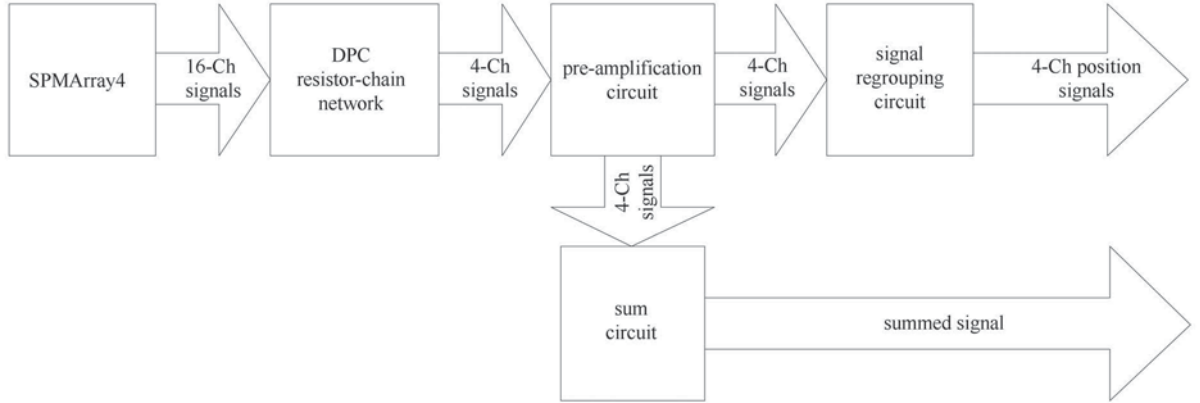 SPMArray4
16-Ch
signals
DPC
resistor-chain
network
4-Ch
signals
pre-amplification
circuit
4-Ch
signals
signal
regrouping
circuit
4-Ch position
signals
4-Ch
signals
sum
circuit
summed signal